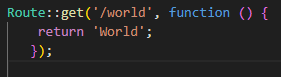 Route::get('/world', function () {
    return 'World';
   });